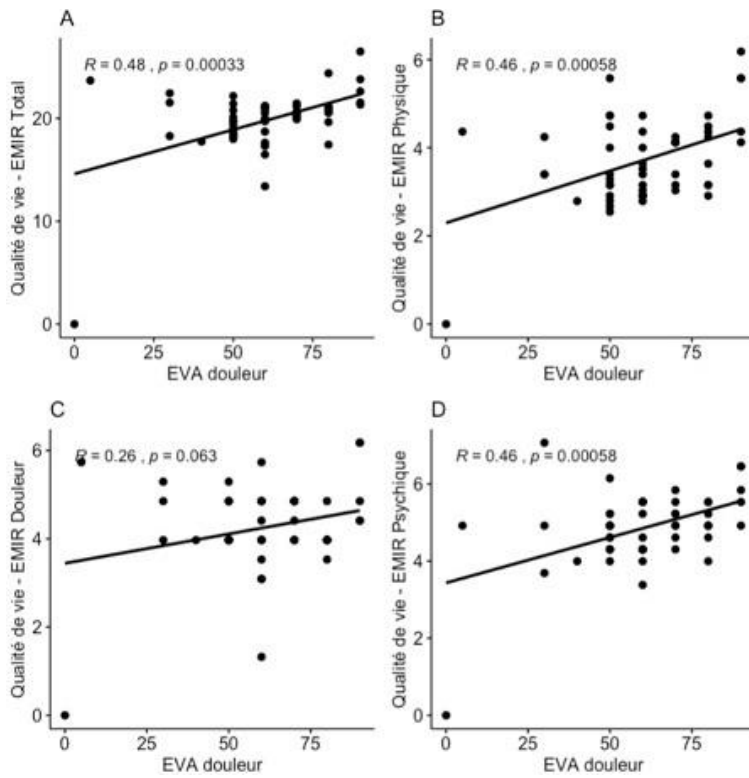 A
R = 0.48 , p = 0.00033
Qualité de vie - EMIR Total
20
10
0
0
25
50
75
EVA douleur
B
R = 0.46 , p = 0.00058
Qualité de vie - EMIR Physique
6
4
2
0
0
25
50
75
EVA douleur
C
R = 0.26 , p = 0.063
Qualité de vie - EMIR Douleur
6
4
2
0
0
25
50
75
EVA douleur
D
R = 0.46 , p = 0.00058
Qualité de vie - EMIR Psychique
6
4
2
0
0
25
50
75
EVA douleur